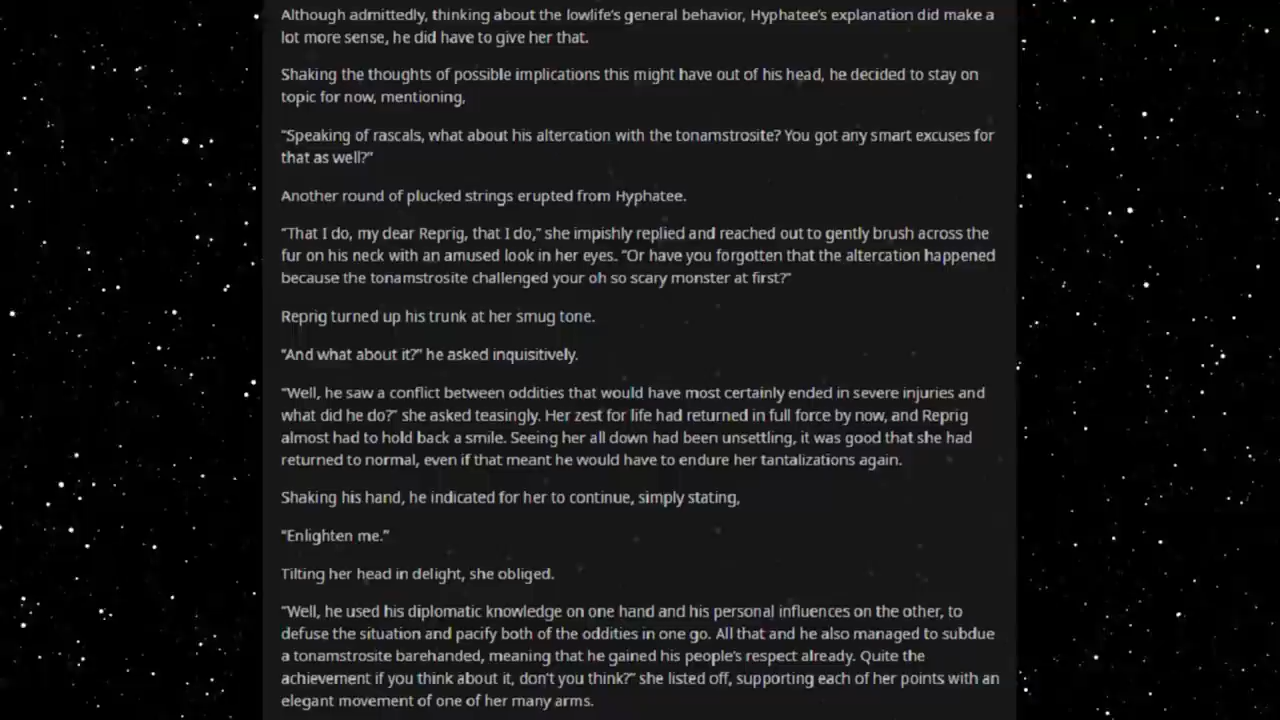 Although admittedly, thinking about the lowlife's general behavior, Hyphatee's explanation did make a
lot more sense, he did have to give her that.
Shaking the thoughts of possible implications this might have out of his head, he decided to stay on
topic for now, mentioning,
“Speaking of rascals, what about his altercation with the tonamstrosite? You got any smart excuses for
that as well?”
Another round of plucked strings erupted from Hyphatee.
“That I do, my dear Reprig, that I do,” she impishly replied and reached out to gently brush across the
fur on his neck with an amused look in her eyes. “Or have you forgotten that the altercation happened
because the tonamstrosite challenged your oh so scary monster at first?”
Reprig turned up his trunk at her smug tone.
“And what about it?” he asked inquisitively.
“Well, he saw a conflict between oddities that would have most certainly ended in severe injuries and
what did he do?” she asked teasingly. Her zest for life had returned in full force by now, and Reprig
almost had to hold back a smile. Seeing her all down had been unsettling, it was good that she had
returned to normal, even if that meant he would have to endure her tantalizations again.
Shaking his hand, he indicated for her to continue, simply stating,
“Enlighten me.”
Tilting her head in delight, she obliged.
“Well, he used his diplomatic knowledge on one hand and his personal influences on the other, to
defuse the situation and pacify both of the oddities in one go. All that and he also managed to subdue
a tonamstrosite barehanded, meaning that he gained his people's respect already. Quite the
achievement if you think about it, don't you think?” she listed off, supporting each of her points with an
elegant movement of one of her many arms.